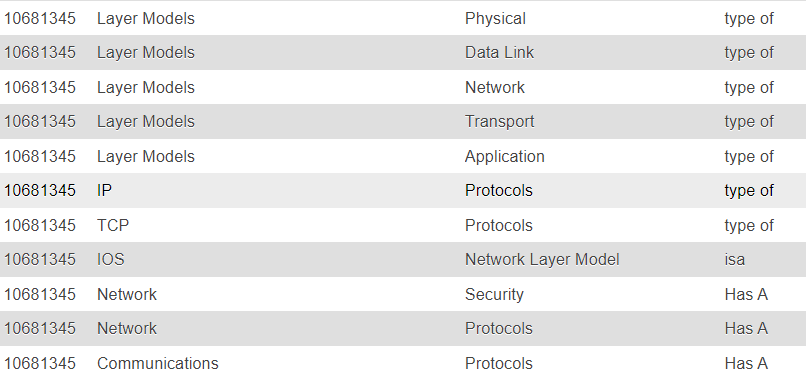 10681345 Layer Models Physical type of
10681345 Layer Models Data Link type of
10681345 Layer Models Network type of
10681345 Layer Models Transport type of
10681345 Layer Models Application type of
10681345 IP Protocols type of
10681345 TCP Protocols type of
10681345 IOS Network Layer Model isa
10681345 Network Security Has A
10681345 Network Protocols Has A
10681345 Communications Protocols Has A